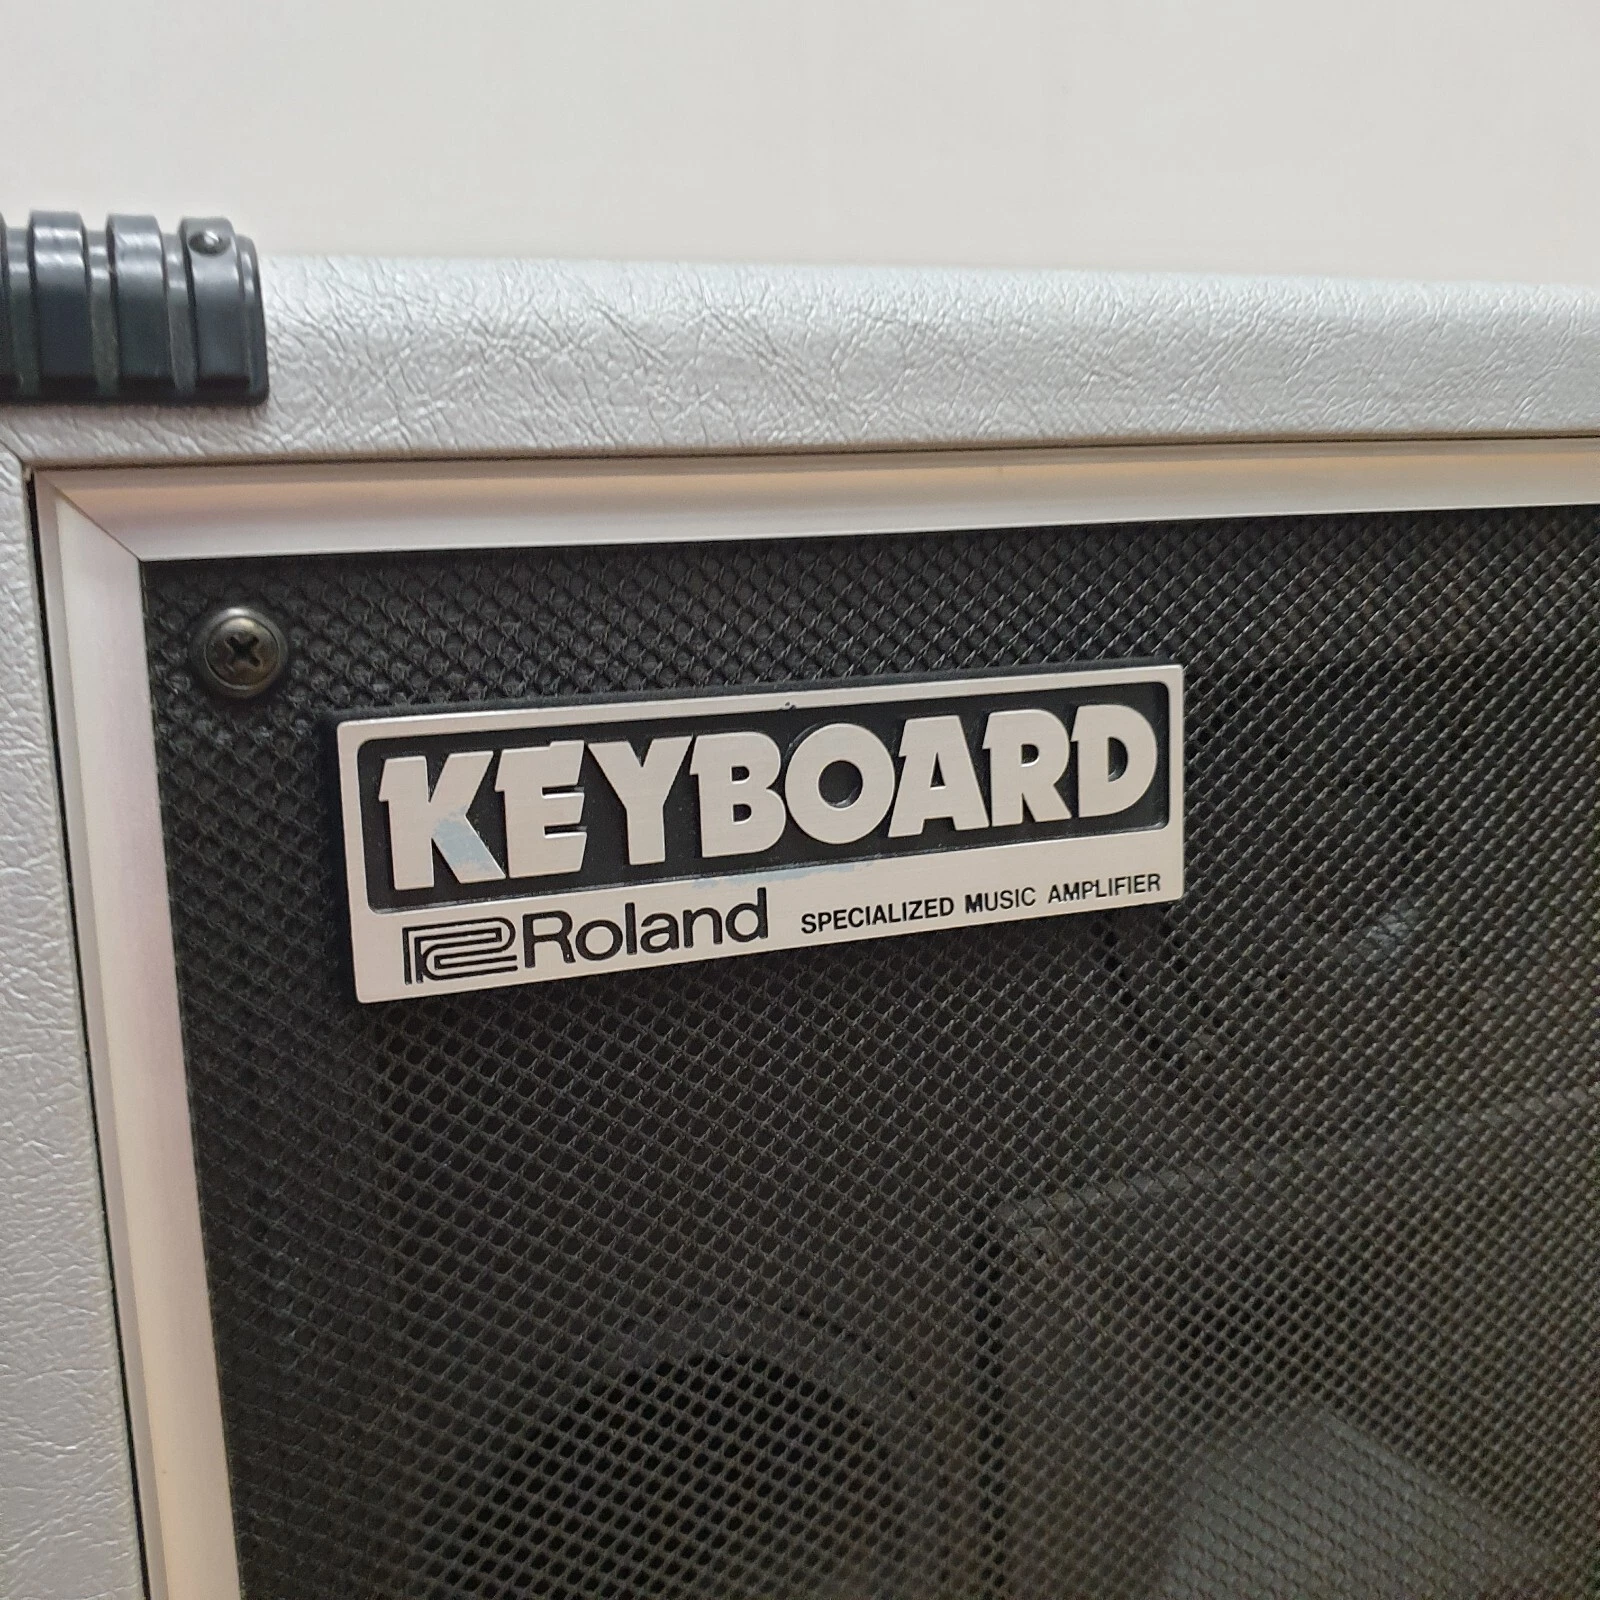 KEYBOARD
Roland SPECIALIZED MUSIC AMPLIFIER